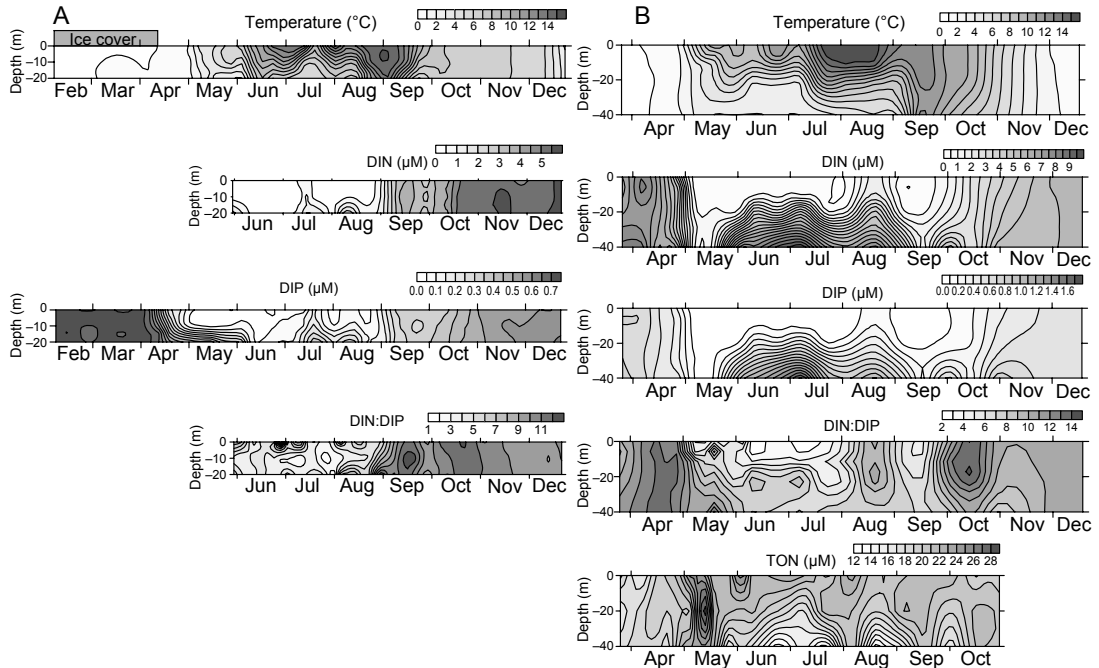 A
Temperature (°C)
0 2 4 6 8 10 12 14
Ice cover
Depth (m)
0
−10
−20
Feb Mar Apr May Jun Jul Aug Sep Oct Nov Dec
DIN (µM)
0 1 2 3 4 5
Depth (m)
0
−10
−20
Jun Jul Aug Sep Oct Nov Dec
DIP (µM)
0.0 0.1 0.2 0.3 0.4 0.5 0.6 0.7
Depth (m)
0
−10
−20
Feb Mar Apr May Jun Jul Aug Sep Oct Nov Dec
DIN:DIP
1 3 5 7 9 11
Depth (m)
0
−10
−20
Jun Jul Aug Sep Oct Nov Dec
B
Temperature (°C)
0 2 4 6 8 10 12 14
Depth (m)
0
−20
−40
Apr May Jun Jul Aug Sep Oct Nov Dec
DIN (µM)
0 1 2 3 4 5 6 7 8 9
Depth (m)
0
−20
−40
Apr May Jun Jul Aug Sep Oct Nov Dec
DIP (µM)
0.0 0.2 0.4 0.6 0.8 1.0 1.2 1.4 1.6
Depth (m)
0
−20
−40
Apr May Jun Jul Aug Sep Oct Nov Dec
DIN:DIP
2 4 6 8 10 12 14
Depth (m)
0
−20
−40
Apr May Jun Jul Aug Sep Oct Nov Dec
TON (µM)
12 14 16 18 20 22 24 26 28
Depth (m)
0
−20
−40
Apr May Jun Jul Aug Sep Oct